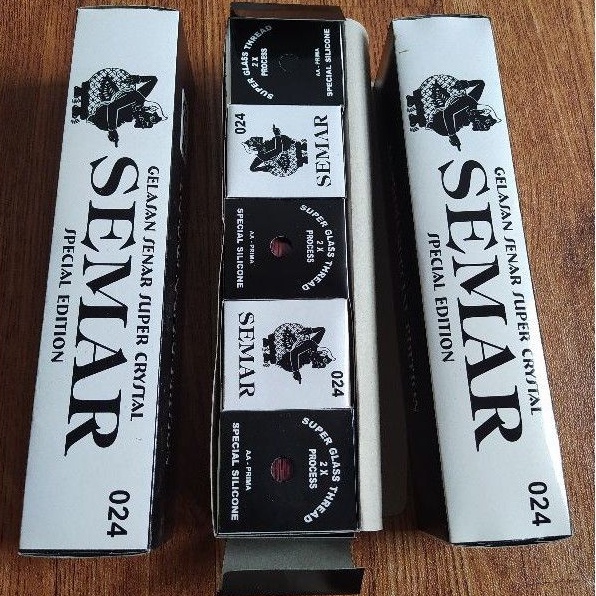 GELASAN SENAR SUPER CRYSTAL
SEMAR
SPECIAL EDITION
024
SUPER GLASS THREAD
2 X
PROCESS
AA - PRIMA
SPECIAL SILICONE
024
SEMAR
SUPER GLASS THREAD
2 X
PROCESS
AA - PRIMA
SPECIAL SILICONE
SEMAR
024
SUPER GLASS THREAD
2 X
PROCESS
AA - PRIMA
SPECIAL SILICONE
GELASAN SENAR SUPER CRYSTAL
SEMAR
SPECIAL EDITION
024